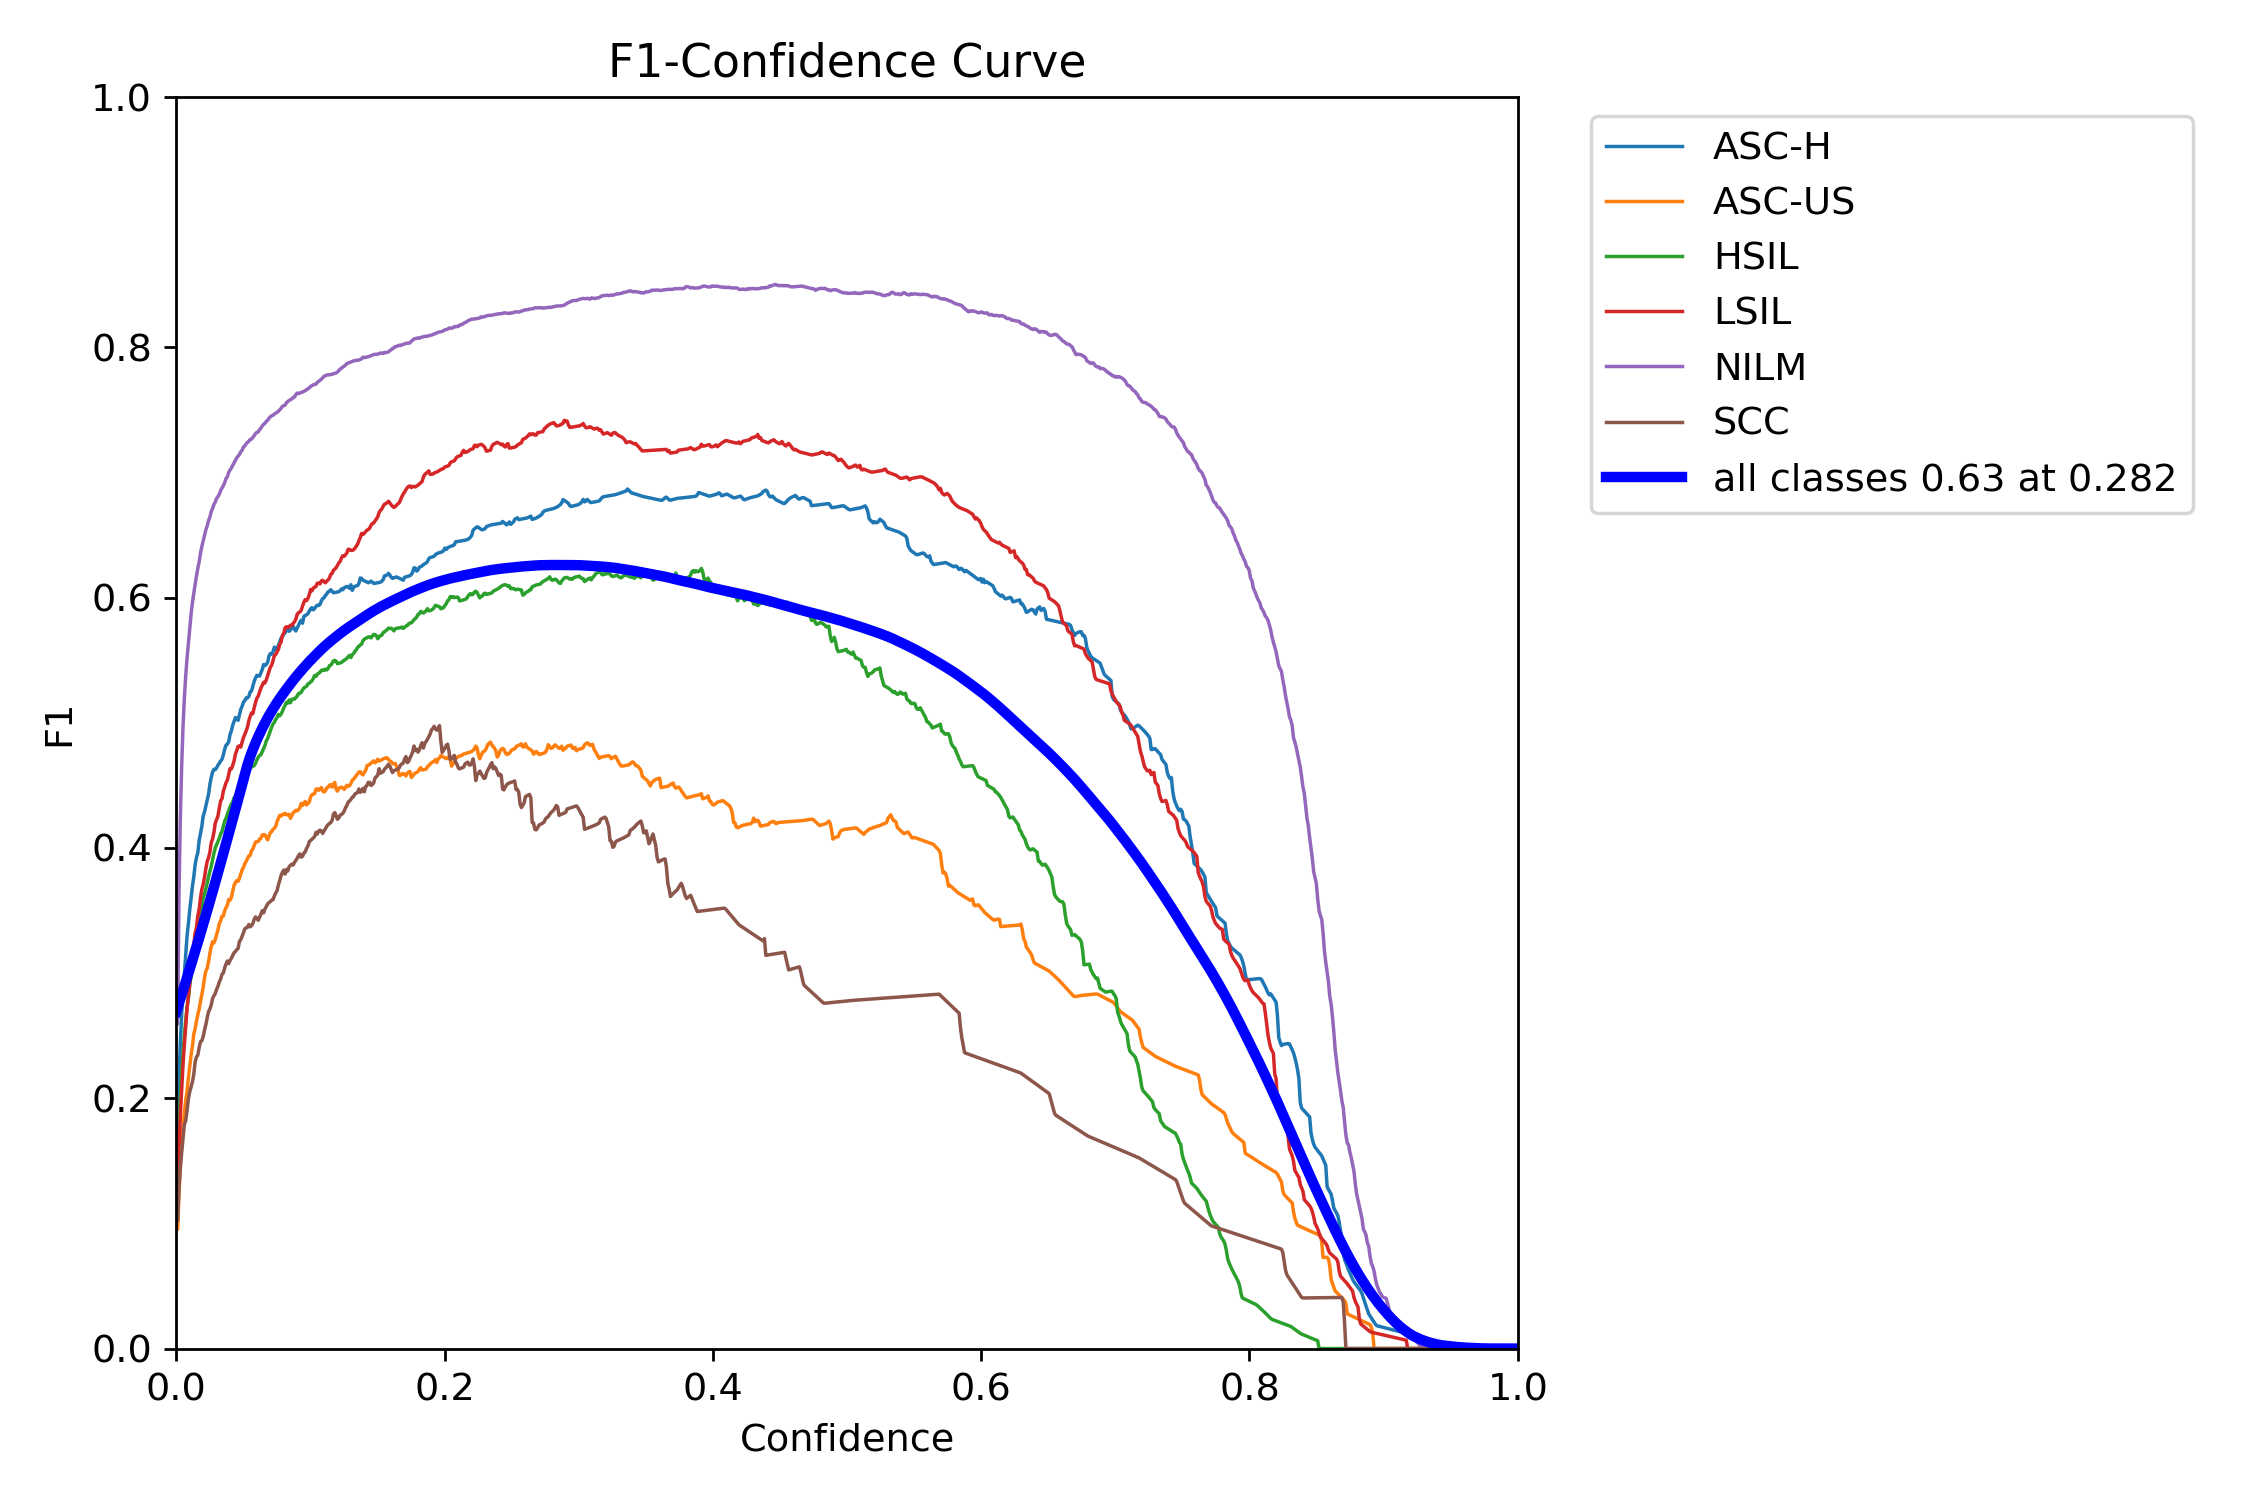 F1-Confidence Curve
1.0
0.8
0.6
0.4
0.2
0.0
F1
0.0 0.2 0.4 0.6 0.8 1.0
Confidence
ASC-H
ASC-US
HSIL
LSIL
NILM
SCC
all classes 0.63 at 0.282